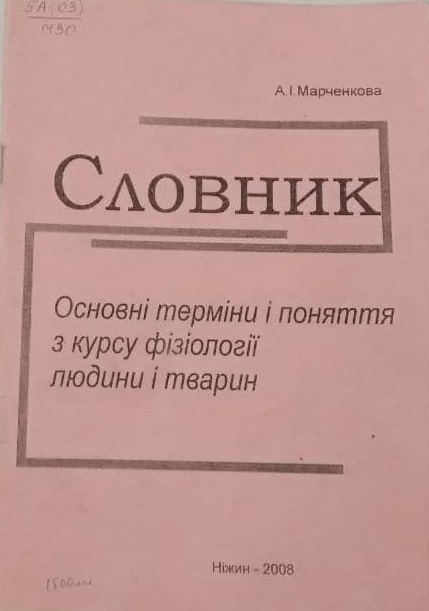 5А(03)
М30
А.І.Марченкова
Словник
Основні терміни і поняття
з курсу фізіології
людини і тварин
Ніжин - 2008